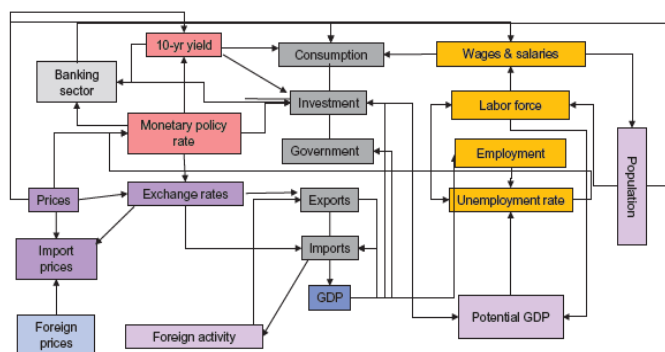 10-yr yield
Consumption
Wages & salaries
Banking
sector
Investment
Labor force
Monetary policy
rate
Government
Employment
Population
Prices
Exchange rates
Exports
Unemployment rate
Import
prices
Imports
GDP
Potential GDP
Foreign
prices
Foreign activity